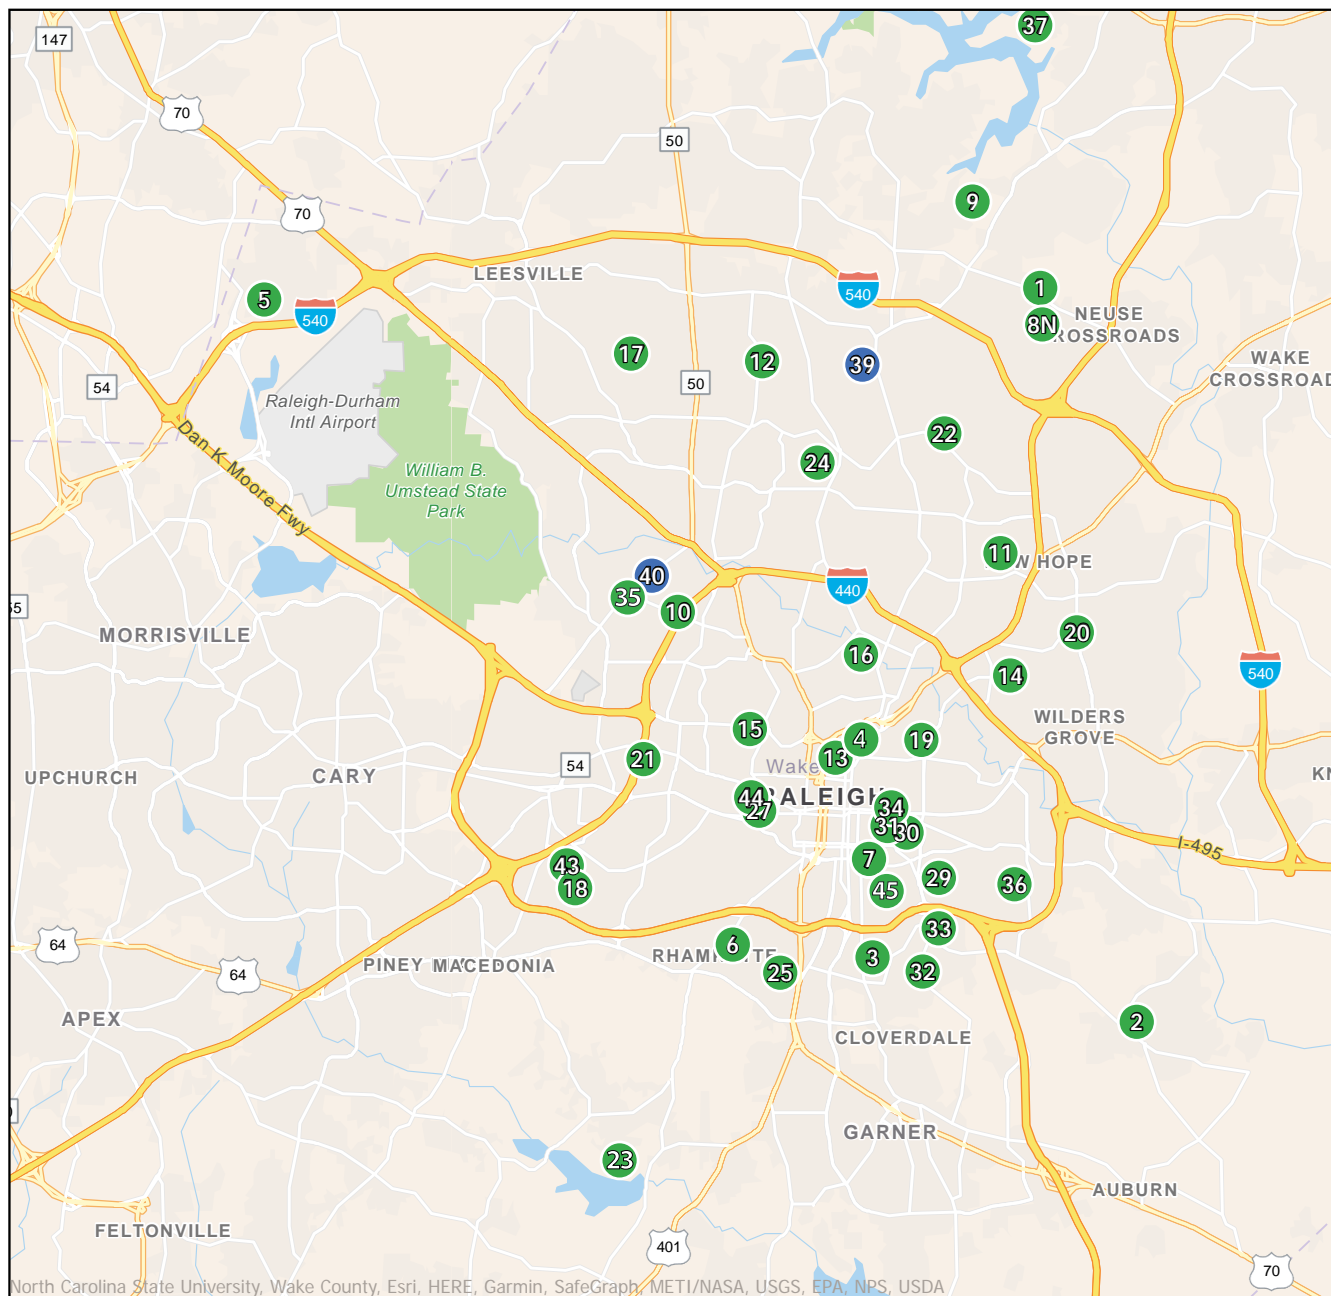 37
147
70
50
9
70
LEESVILLE
5
540
540
1
NEUSE
8N
ROSSROADS
17
12
39
WAKE
CROSSROAD
54
50
Raleigh-Durham
Intl Airport
22
Dan K Moore Fwy
24
William B.
Umstead State
Park
11
W HOPE
40
440
35
10
55
MORRISVILLE
20
16
14
540
15
WILDERS
GROVE
4
19
13
21
54
Wake
UPCHURCH
CARY
KN
44
RALEIGH
27
34
31
30
I-495
7
43
18
29
36
45
33
64
6
RHAM
TE
3
PINEY
MACEDONIA
25
32
64
APEX
2
CLOVERDALE
GARNER
23
AUBURN
FELTONVILLE
401
70
North Carolina State University, Wake County, Esri, HERE, Garmin, SafeGraph, METI/NASA, USGS, EPA, NPS, USDA